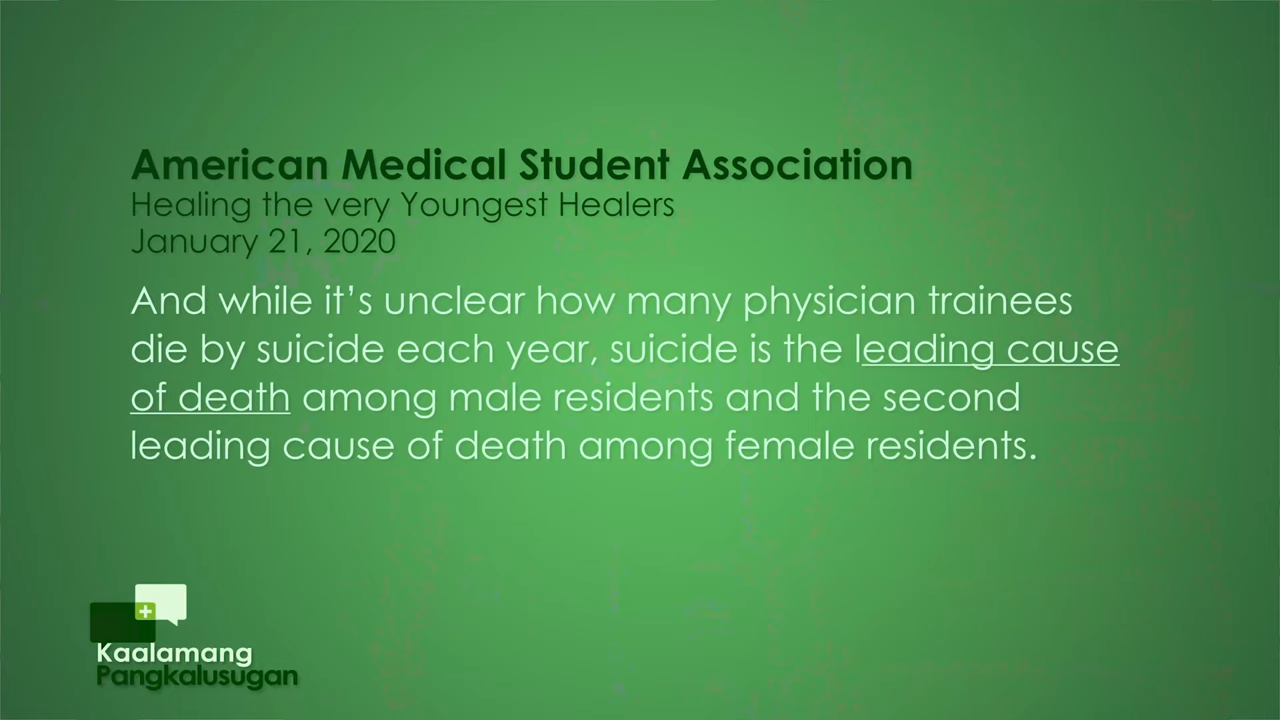 American Medical Student Association
Healing the very Youngest Healers
January 21, 2020
And while it’s unclear how many physician trainees
die by suicide each year, suicide is the leading cause
of death among male residents and the second
leading cause of death among female residents.
Kaalamang
Pangkalusugan